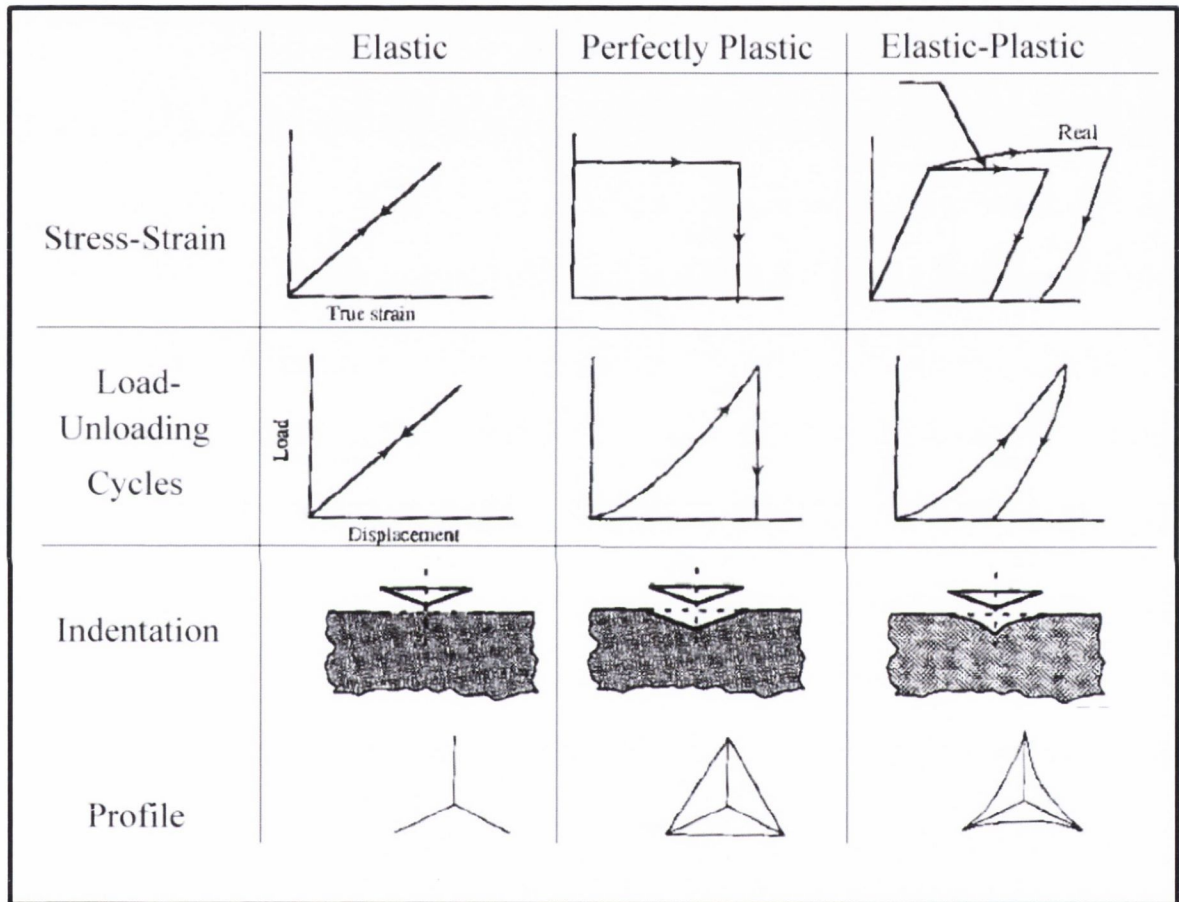 Elastic
Perfectly Plastic
Elastic-Plastic
Stress-Strain
True strain
Real
Load-
Unloading
Cycles
Load
Displacement
Indentation
Profile